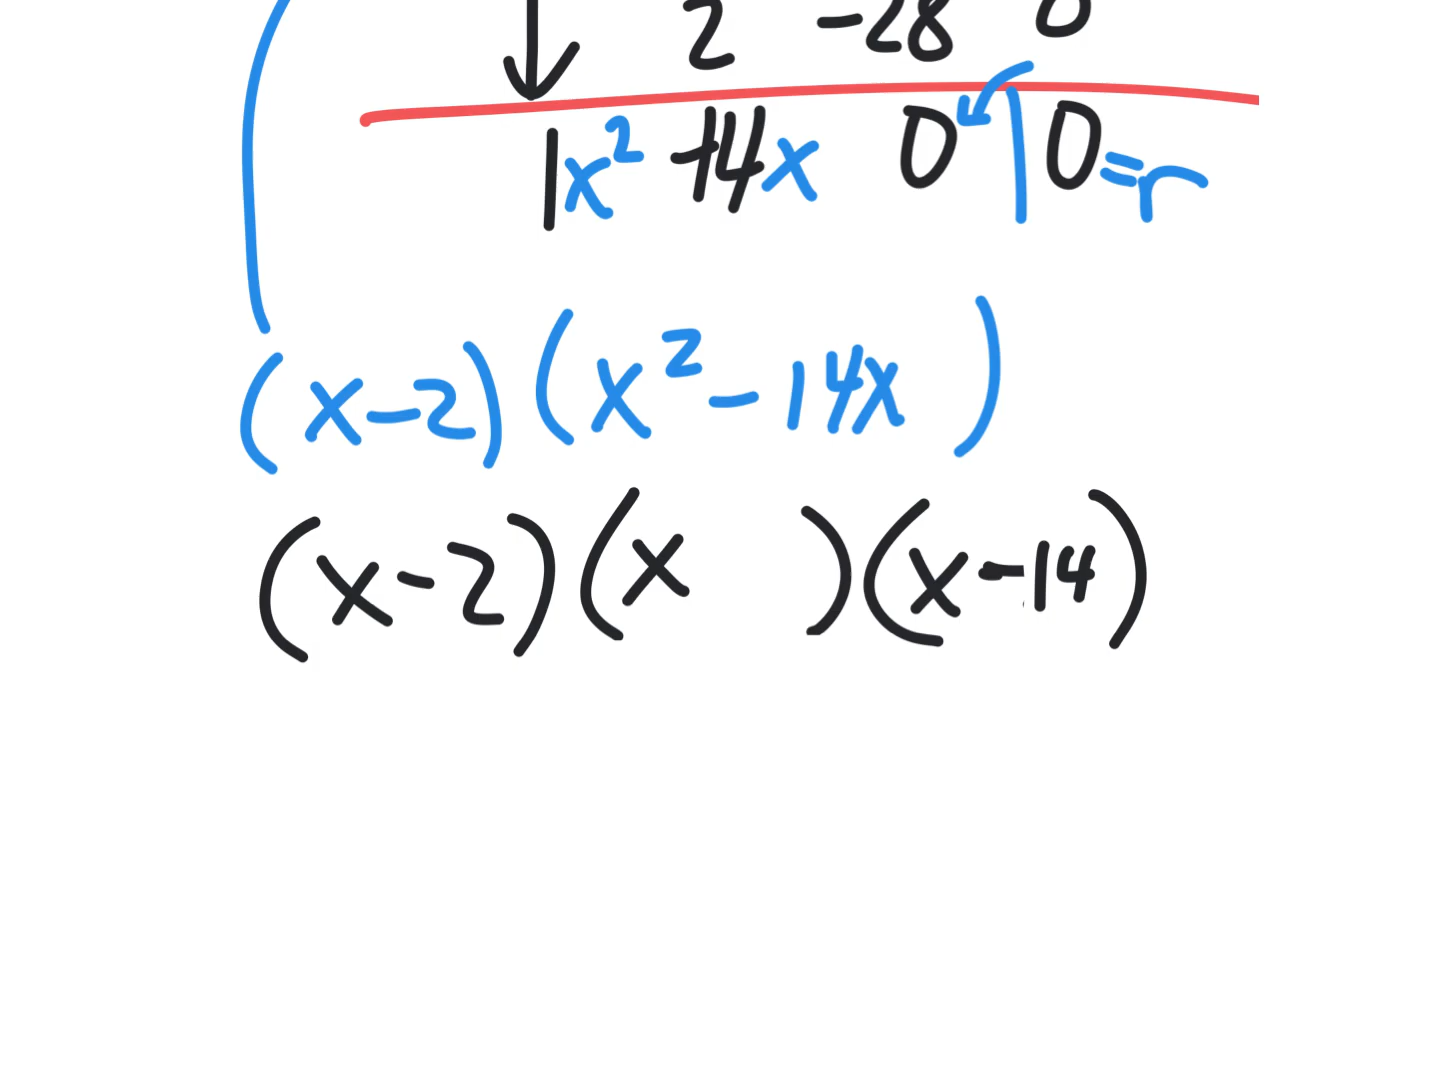 2 -28 0
1x² -14x 0 | 0 = r
(x-2)(x² - 14x )
(x-2)(x )(x-14)